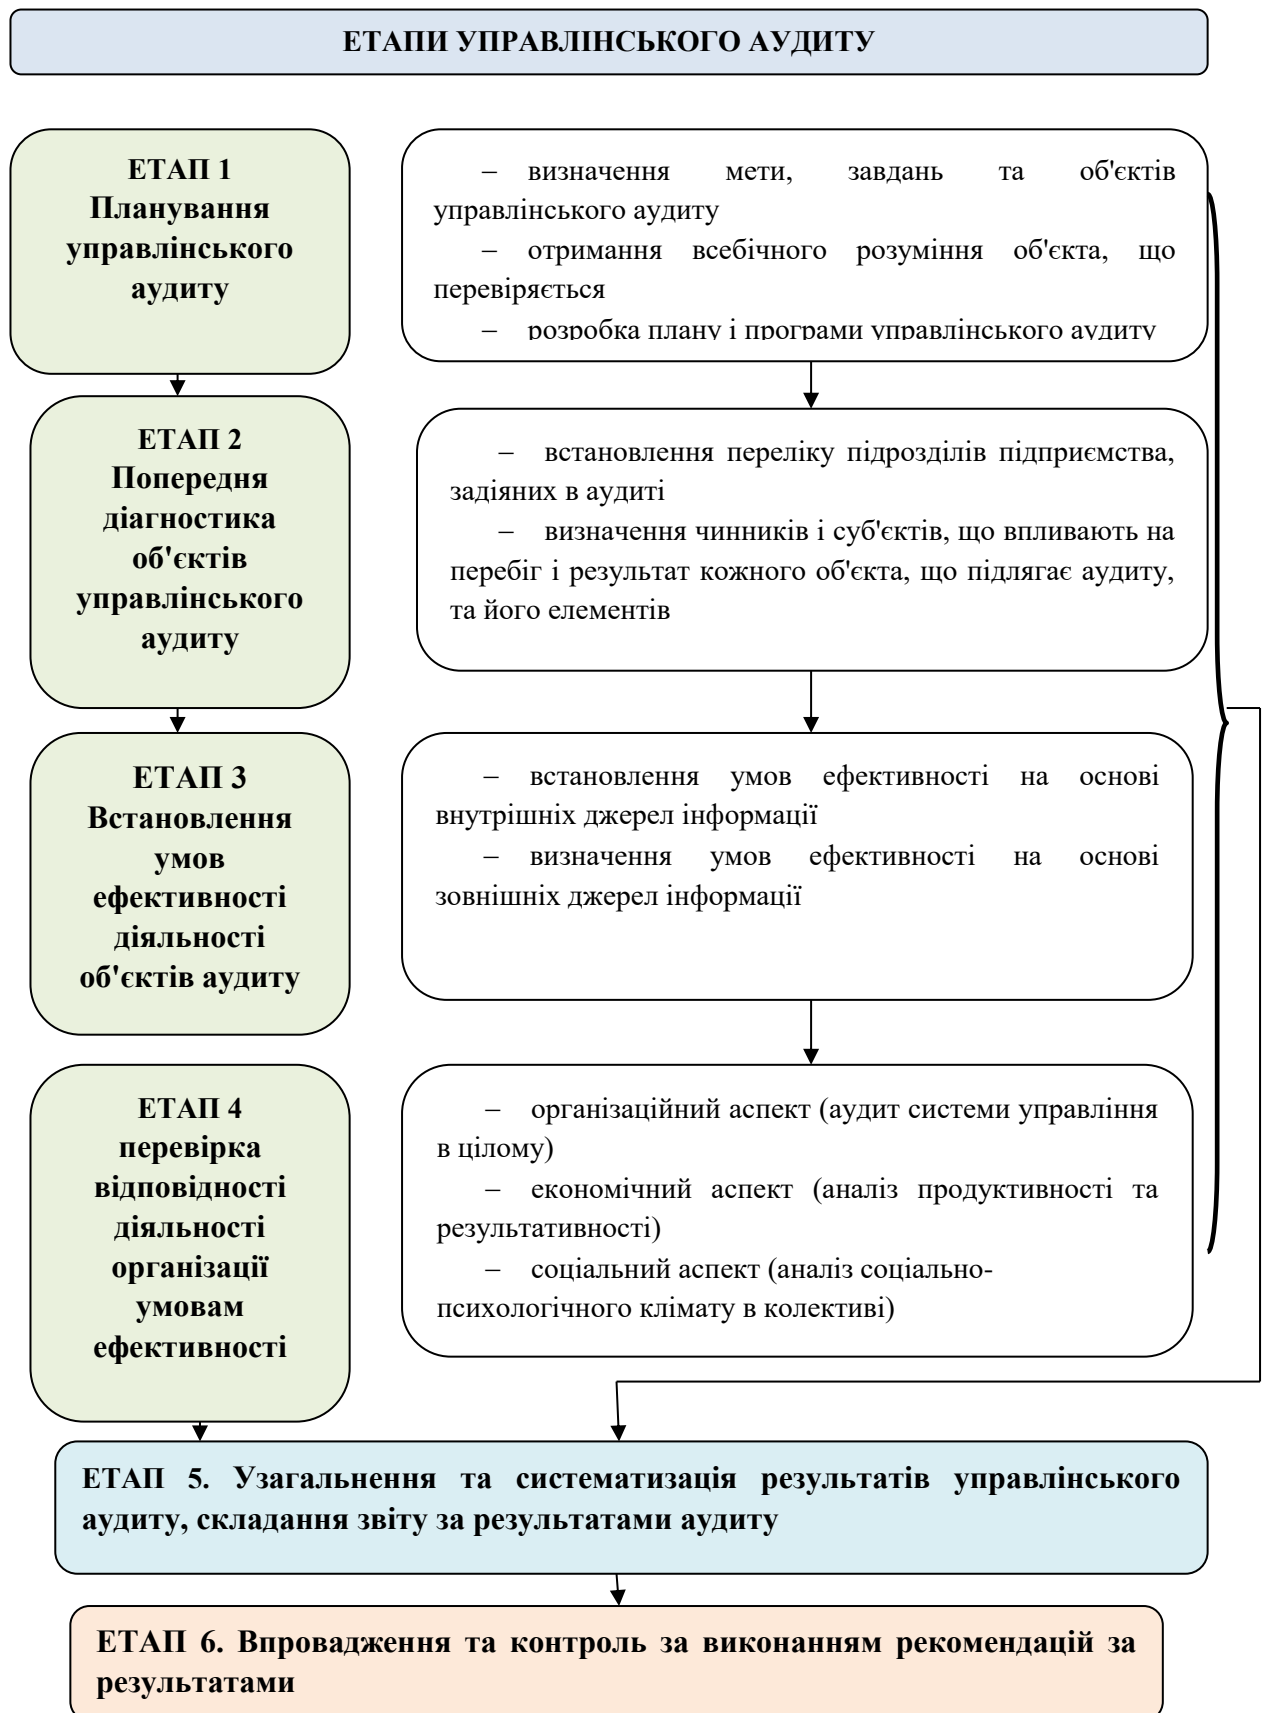 ЕТАПИ УПРАВЛІНСЬКОГО АУДИТУ
ЕТАП 1
Планування
управлінського
аудиту
– визначення мети, завдань та об'єктів
управлінського аудиту
– отримання всебічного розуміння об'єкта, що
перевіряється
– розробка плану і програми управлінського аудиту
ЕТАП 2
Попередня
діагностика
об'єктів
управлінського
аудиту
– встановлення переліку підрозділів підприємства,
задіяних в аудиті
– визначення чинників і суб'єктів, що впливають на
перебіг і результат кожного об'єкта, що підлягає аудиту,
та його елементів
ЕТАП 3
Встановлення
умов
ефективності
діяльності
об'єктів аудиту
– встановлення умов ефективності на основі
внутрішніх джерел інформації
– визначення умов ефективності на основі
зовнішніх джерел інформації
ЕТАП 4
перевірка
відповідності
діяльності
організації
умовам
ефективності
– організаційний аспект (аудит системи управління
в цілому)
– економічний аспект (аналіз продуктивності та
результативності)
– соціальний аспект (аналіз соціально-
психологічного клімату в колективі)
ЕТАП 5. Узагальнення та систематизація результатів управлінського
аудиту, складання звіту за результатами аудиту
ЕТАП 6. Впровадження та контроль за виконанням рекомендацій за
результатами